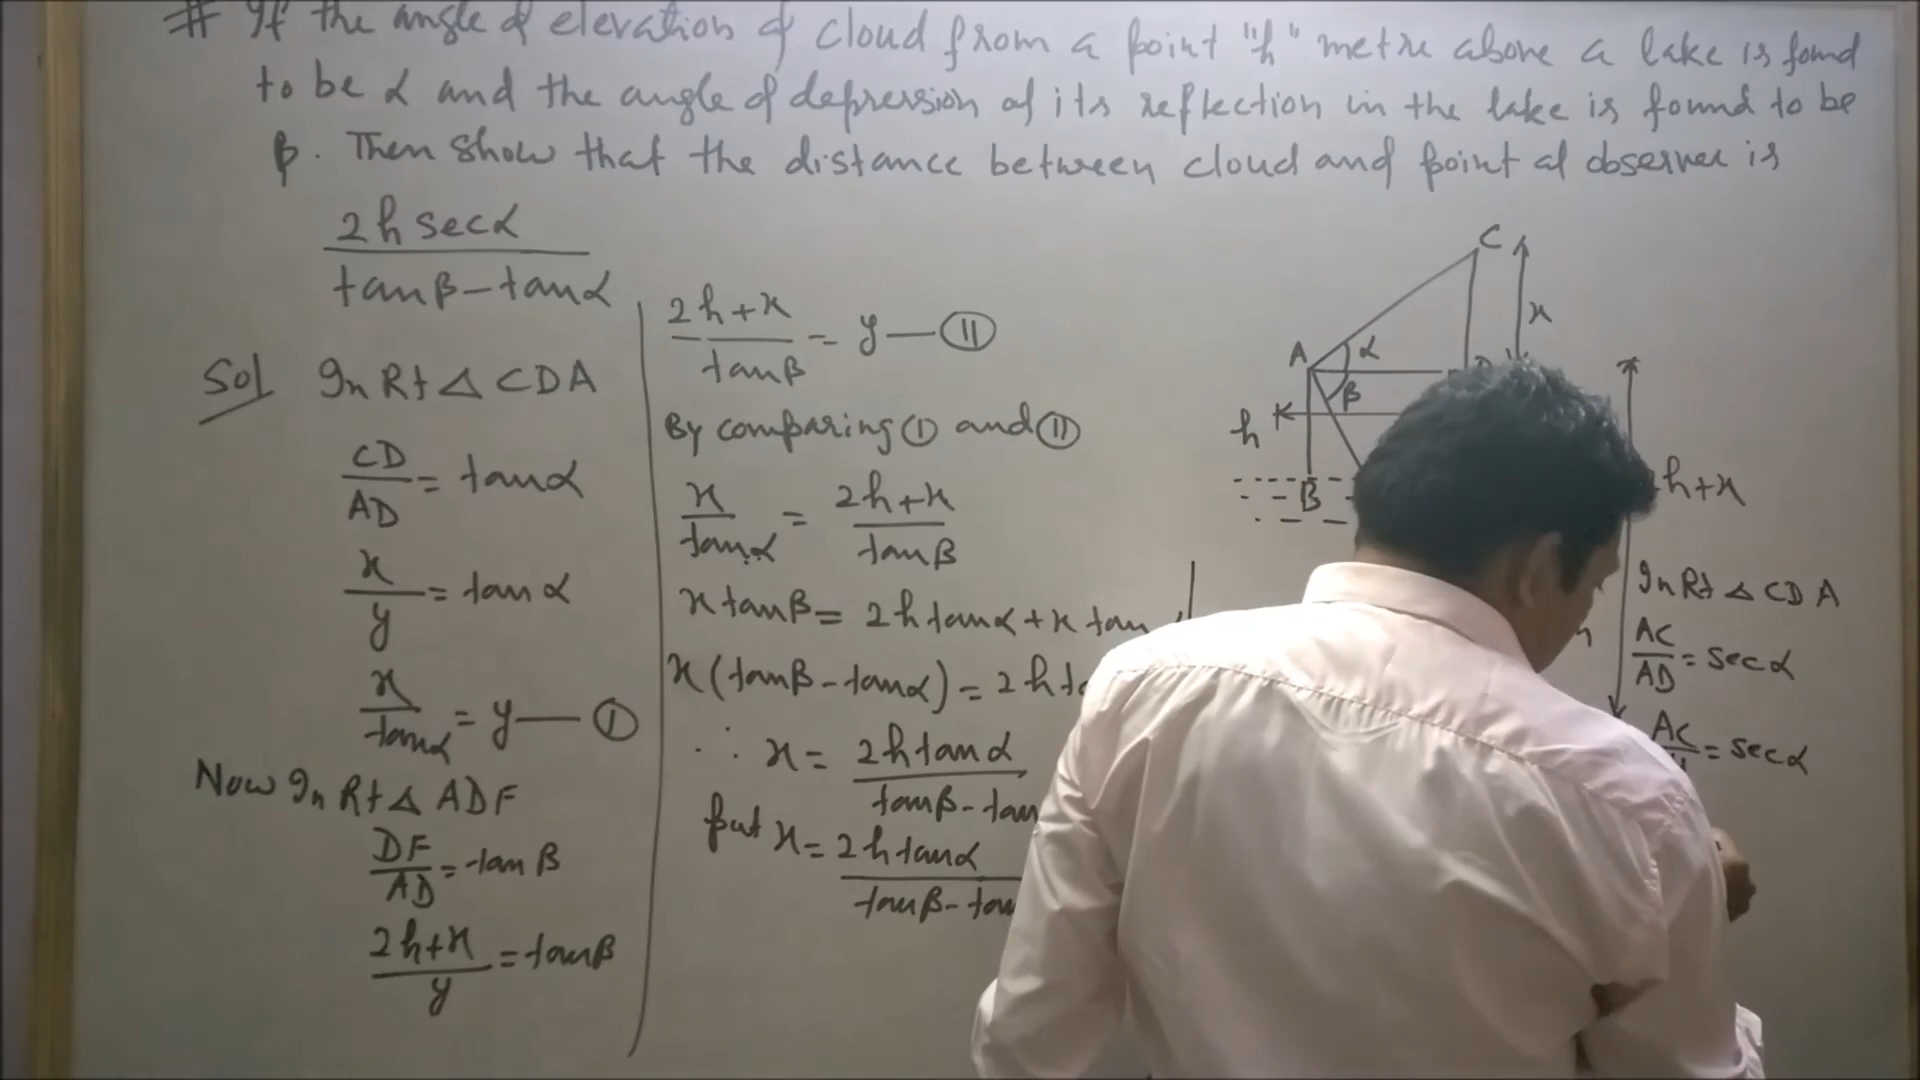 # If the angle of elevation of cloud from a point "h" metre above a lake is found
to be α and the angle of depression of its reflection in the lake is found to be
β. Then show that the distance between cloud and point of observer is
2h secα
tanβ-tanα
Sol In Rt △ CDA
CD/AD = tanα
x/y = tanα
x/tanα = y — I
Now In Rt △ ADF
DF/AD = tanβ
2h+x/y = tanβ
2h+x/tanβ = y — II
By comparing I and II
x/tanα = 2h+x/tanβ
x tanβ = 2h tanα + x tan
x(tanβ-tanα) = 2h
∴ x = 2h tanα/tanβ-tan
put x = 2h tanα/tanβ-tan
C
x
A
α
β
h
B
h+x
In Rt △ CDA
AC/AD = secα
AC
= secα